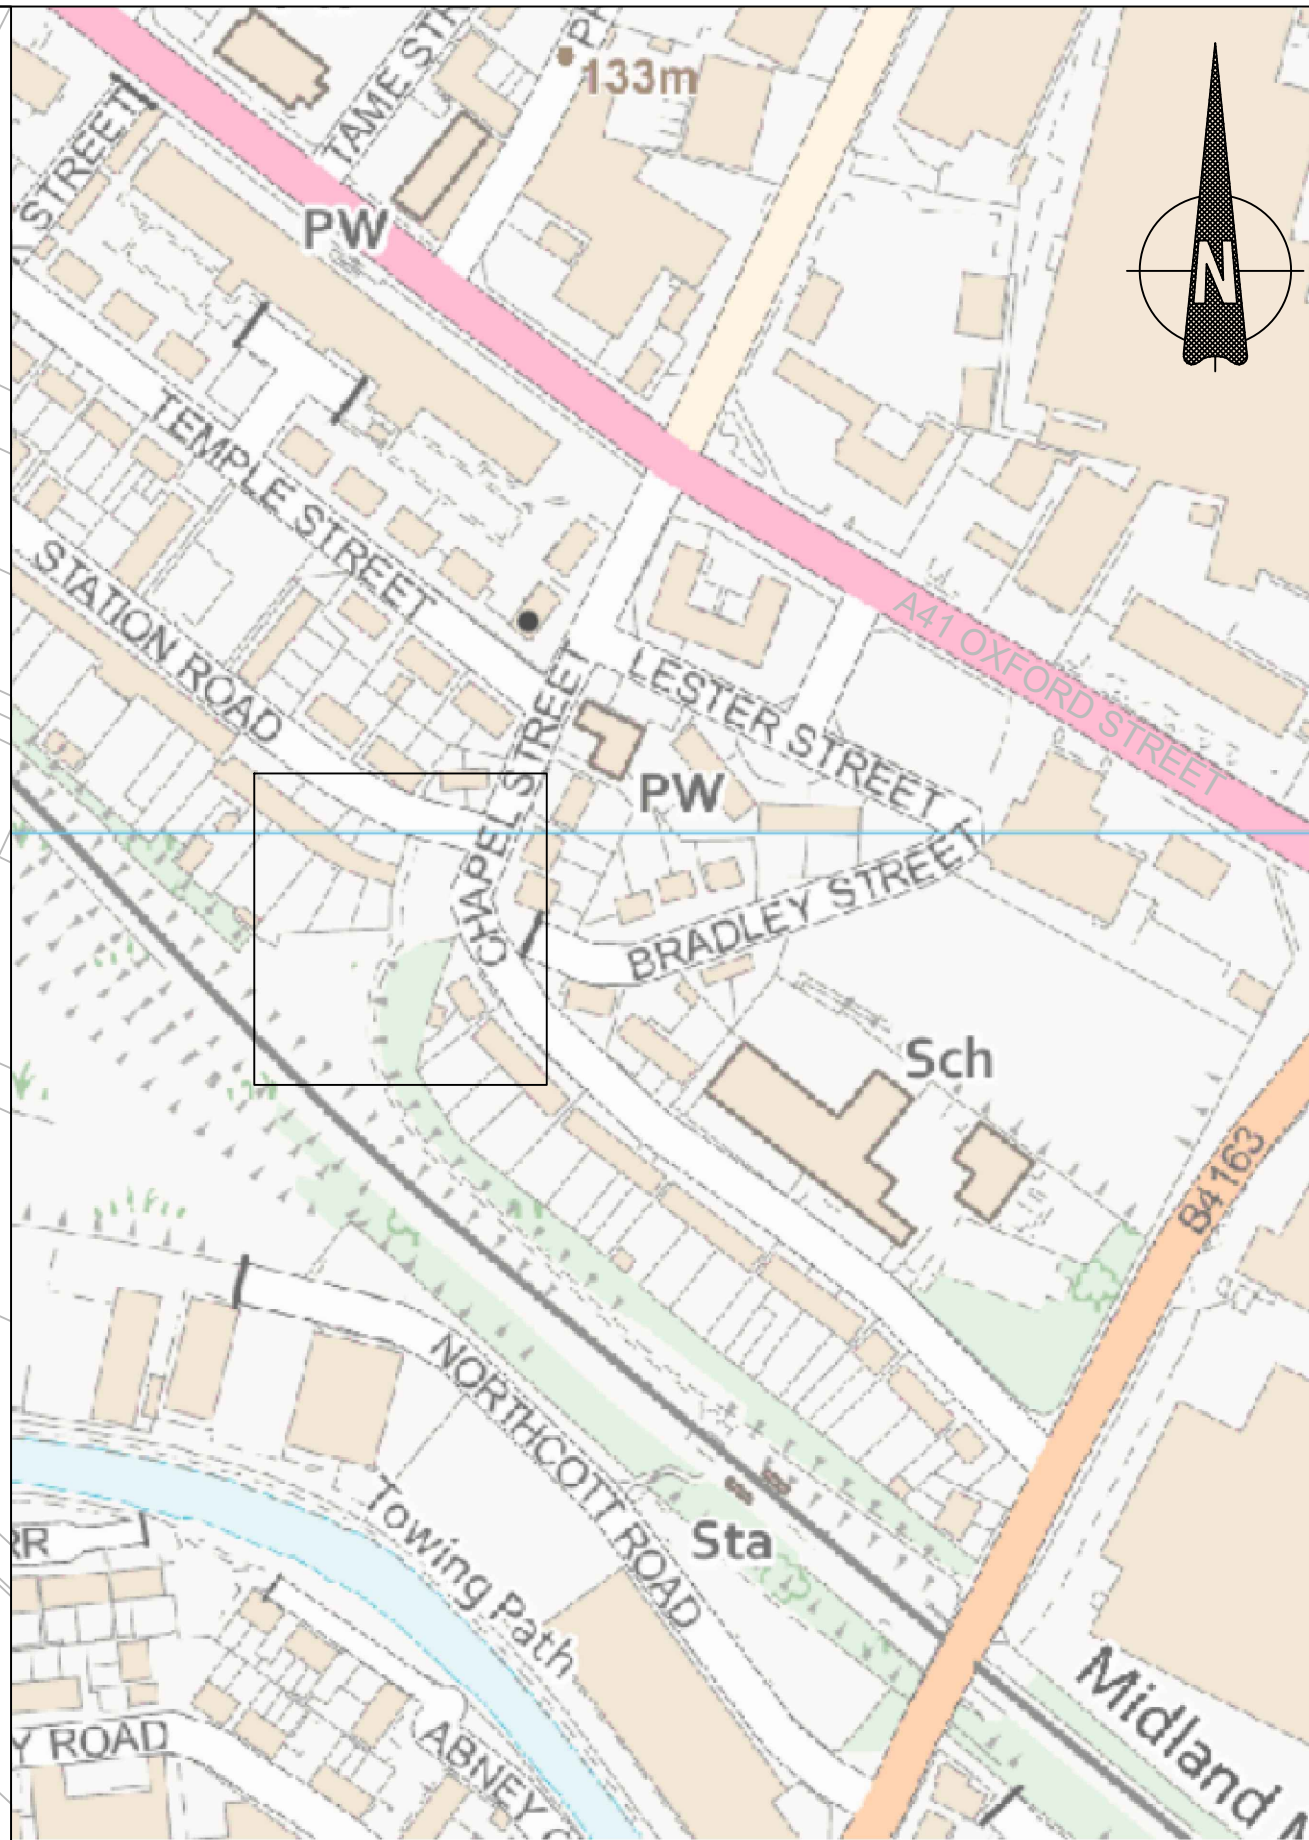 133m
TAME STR
STREET
PW
N
TEMPLE STREET
STATION ROAD
A41 OXFORD STREET
LESTER STREET
CHAPEL STREET
PW
BRADLEY STREET
Sch
B4163
NORTHCOTT ROAD
Towing Path
Sta
Midland M
RR
Y ROAD
ABNEY